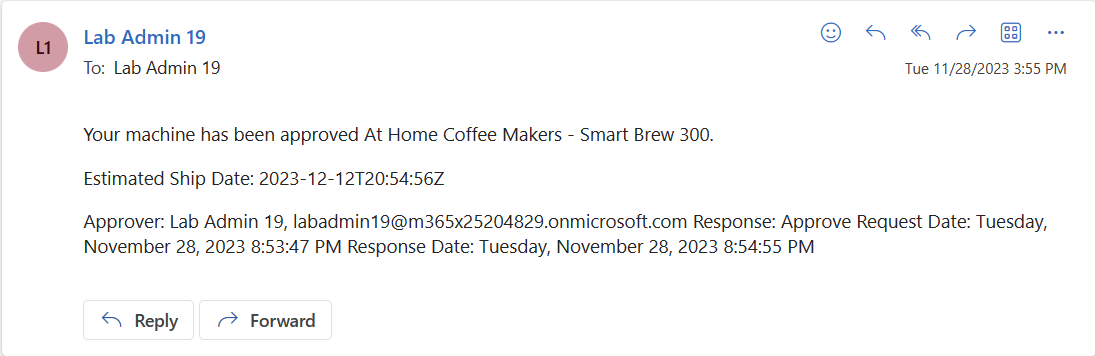 L1
Lab Admin 19
To: Lab Admin 19
Tue 11/28/2023 3:55 PM
Your machine has been approved At Home Coffee Makers - Smart Brew 300.
Estimated Ship Date: 2023-12-12T20:54:56Z
Approver: Lab Admin 19, labadmin19@m365x25204829.onmicrosoft.com Response: Approve Request Date: Tuesday,
November 28, 2023 8:53:47 PM Response Date: Tuesday, November 28, 2023 8:54:55 PM
Reply
Forward